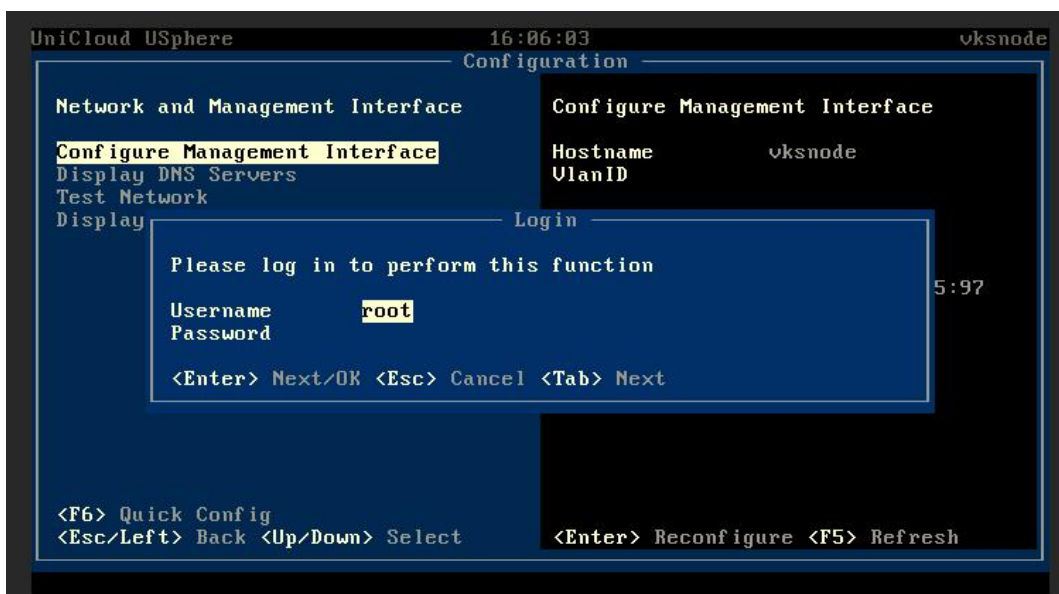 UniCloud USphere 16:06:03 vksnode
Configuration
Network and Management Interface
Configure Management Interface
Display DNS Servers
Test Network
Display
Configure Management Interface
Hostname vksnode
VlanID
5:97
Login
Please log in to perform this function
Username root
Password
<Enter> Next/OK <Esc> Cancel <Tab> Next
<F6> Quick Config
<Esc/Left> Back <Up/Down> Select
<Enter> Reconfigure <F5> Refresh